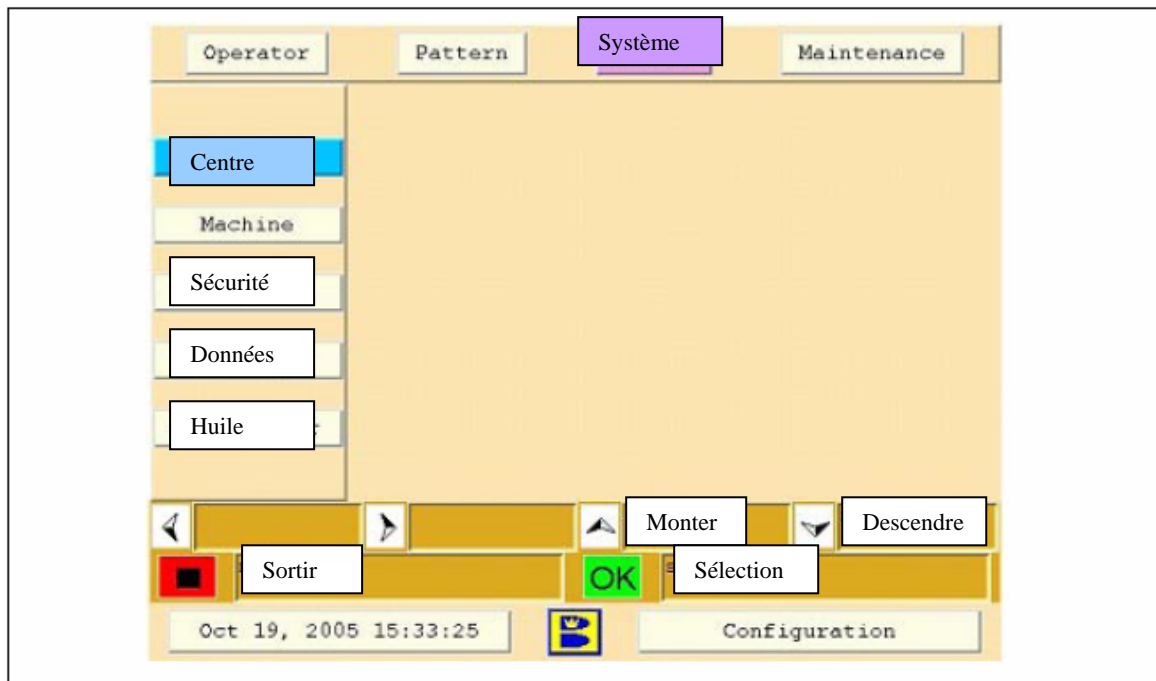 Operator
Pattern
Système
Maintenance
Centre
Machine
Sécurité
Données
Huile
Monter
Descendre
Sortir
OK
Sélection
Oct 19, 2005 15:33:25
Configuration